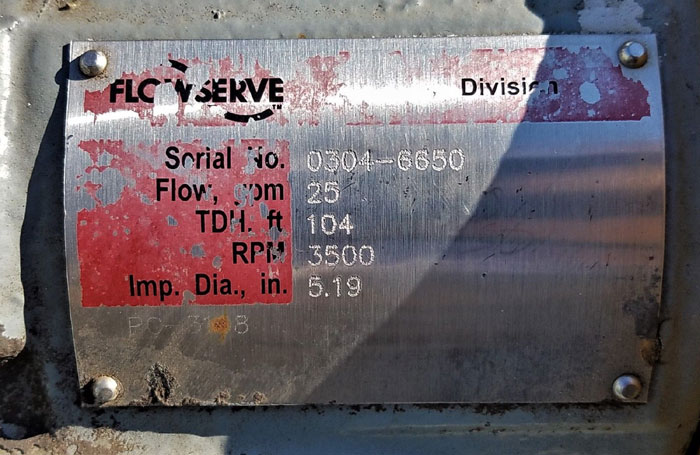 FLOWSERVE ™ Division
Serial No. 0304-6650
Flow, gpm 25
TDH, ft 104
RPM 3500
Imp. Dia., in. 5.19